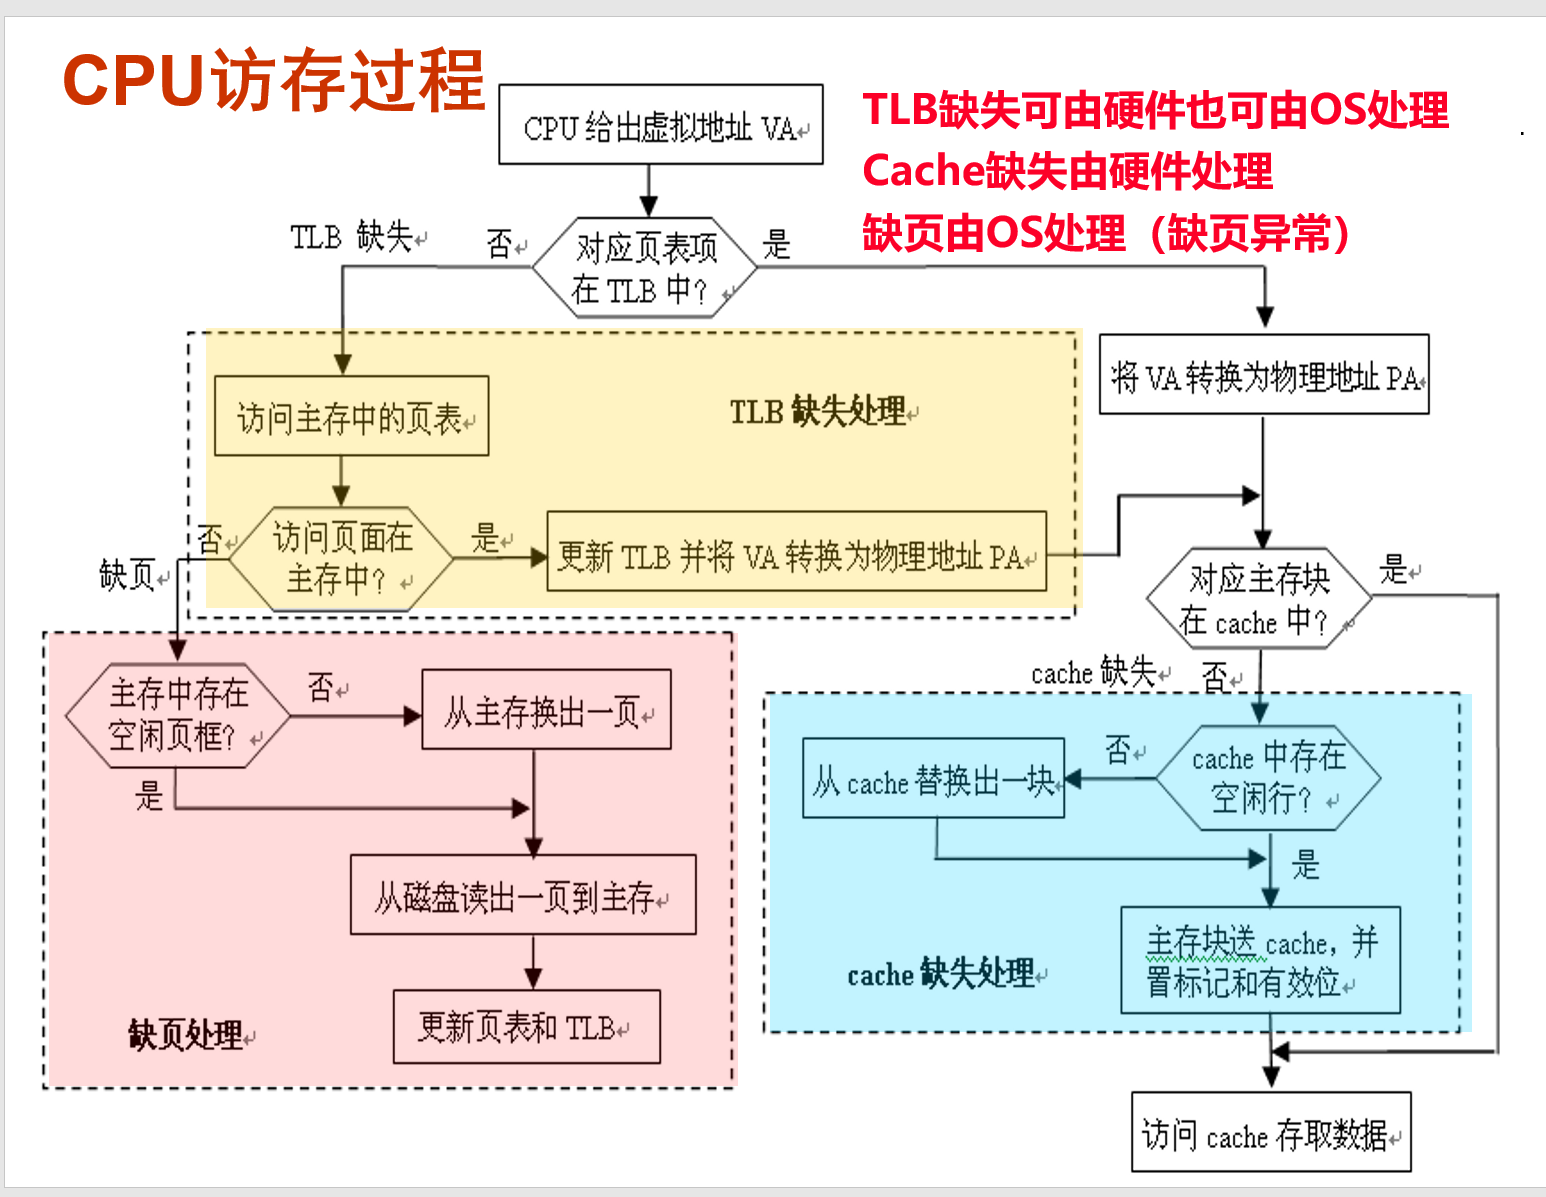 CPU访存过程
CPU 给出虚拟地址 VA
TLB缺失可由硬件也可由OS处理
Cache缺失由硬件处理
缺页由OS处理（缺页异常）
TLB 缺失
否
对应页表项
在 TLB 中？
是
将 VA 转换为物理地址 PA
访问主存中的页表
TLB 缺失处理
否
访问页面在
主存中？
是
更新 TLB 并将 VA 转换为物理地址 PA
缺页
对应主存块
在 cache 中？
是
cache 缺失
否
主存中存在
空闲页框？
否
从主存换出一页
是
从磁盘读出一页到主存
更新页表和 TLB
缺页处理
cache 中存在
空闲行？
否
从 cache 替换出一块
是
主存块送 cache，并
置标记和有效位
cache 缺失处理
访问 cache 存取数据